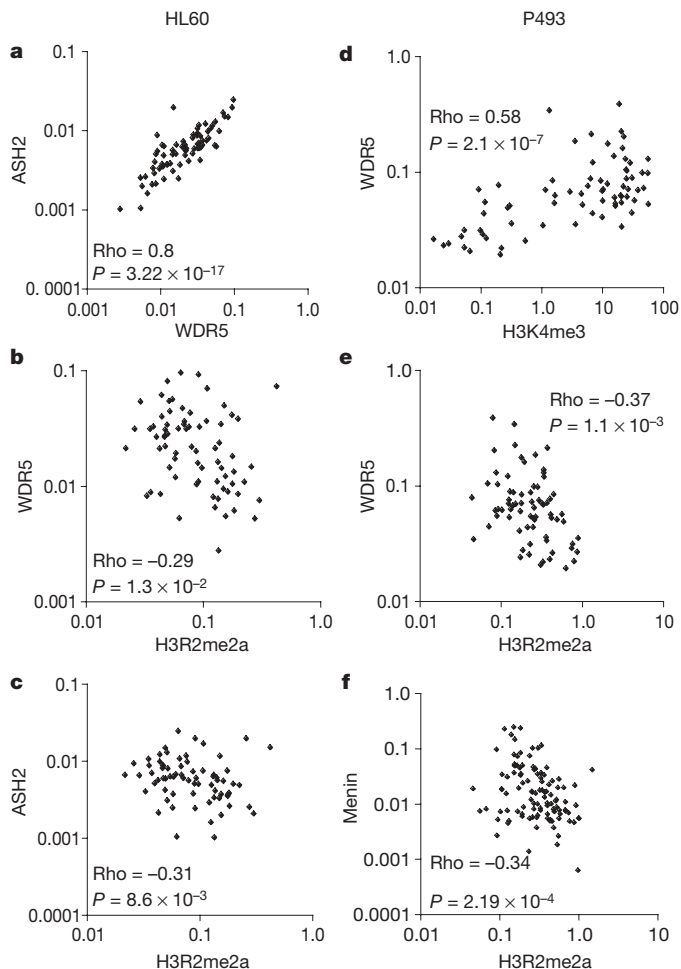 HL60
P493
a
0.1
0.01
0.001
0. 0001
ASH2
Rho = 0.8
P = 3.22 × 10⁻¹⁷
0.001
0.01
0.1
1.0
WDR5
d
1.0
0.1
0.01
WDR5
Rho = 0.58
P = 2.1 × 10⁻⁷
0.01
0.1
1.0
10
100
H3K4me3
b
0.1
0.01
0.001
WDR5
Rho = –0.29
P = 1.3 × 10⁻²
0.01
0.1
1.0
H3R2me2a
e
1.0
0.1
0.01
WDR5
Rho = –0.37
P = 1.1 × 10⁻³
0.01
0.1
1.0
10
H3R2me2a
c
0.1
0.01
0.001
0.0001
ASH2
Rho = –0.31
P = 8.6 × 10⁻³
0.01
0.1
1.0
H3R2me2a
f
1.0
0.1
0.01
0.001
0.0001
Menin
Rho = –0.34
P = 2.19 × 10⁻⁴
0.01
0.1
1.0
10
H3R2me2a